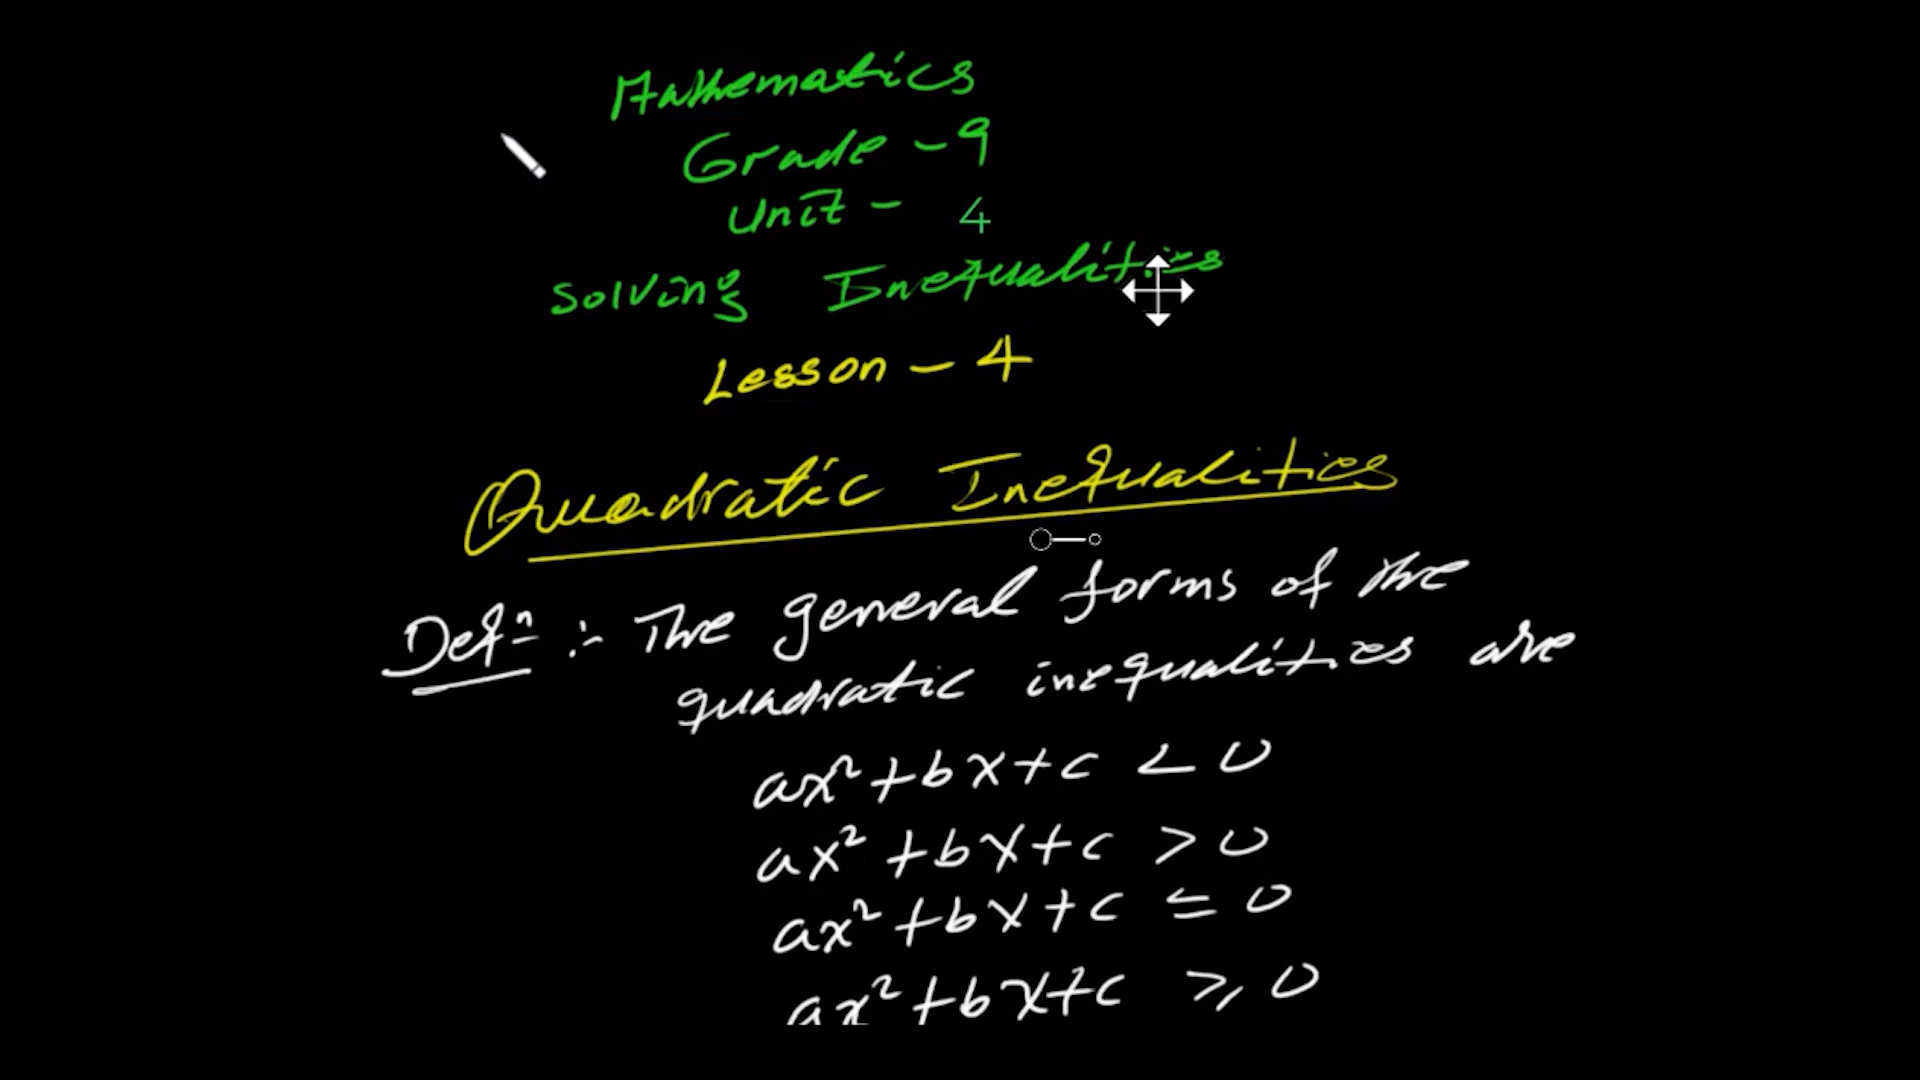 Mathematics
Grade - 9
Unit - 4
Solving Inequalities
Lesson - 4
Quadratic Inequalities
Defn :- The general forms of the
quadratic inequalities are
ax² + bx + c < 0
ax² + bx + c > 0
ax² + bx + c ≤ 0
ax² + bx + c ≥ 0